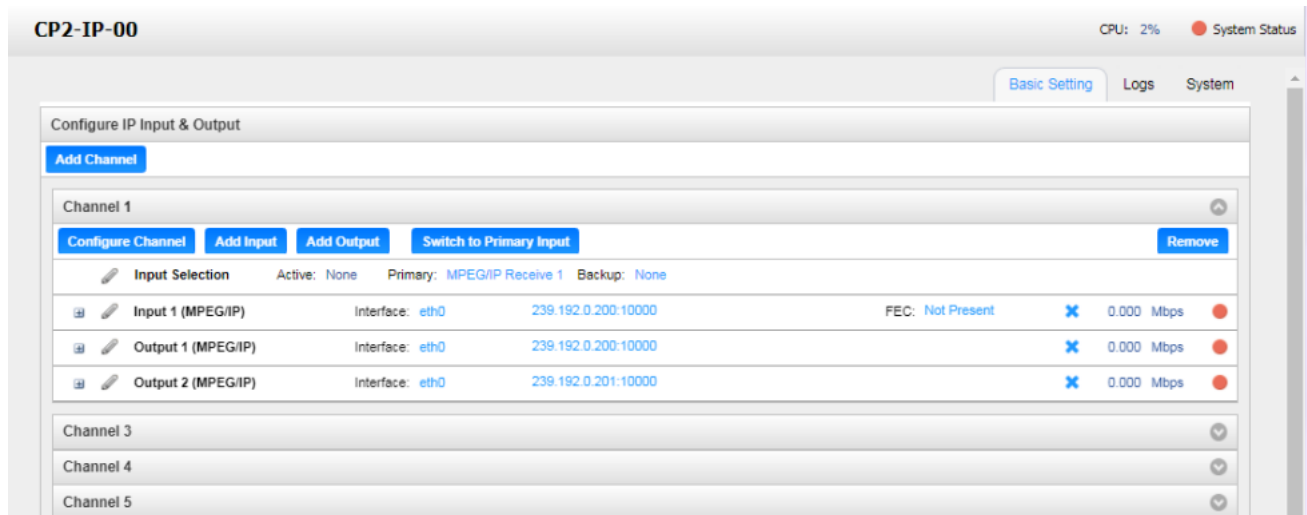 CP2-IP-00 CPU: 2% System Status
Basic Setting Logs System
Configure IP Input & Output
Add Channel
Channel 1
Configure Channel Add Input Add Output Switch to Primary Input Remove
Input Selection Active: None Primary: MPEG/IP Receive 1 Backup: None
Input 1 (MPEG/IP) Interface: eth0 239.192.0.200:10000 FEC: Not Present 0.000 Mbps
Output 1 (MPEG/IP) Interface: eth0 239.192.0.200:10000 0.000 Mbps
Output 2 (MPEG/IP) Interface: eth0 239.192.0.201:10000 0.000 Mbps
Channel 3
Channel 4
Channel 5